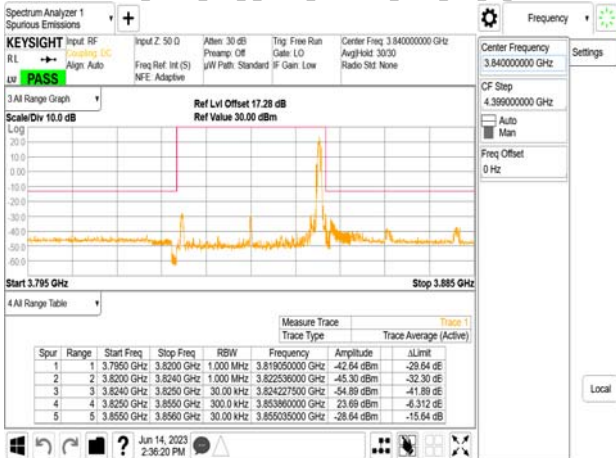 Spectrum Analyzer 1
Spurious Emissions
Frequency
KEYSIGHT Input: RF
Coupling: DC
Align: Auto
RL
LV PASS
Input Z: 50 Ω
Freq Ref: Int (S)
NFE: Adaptive
Atten: 30 dB
Preamp: Off
µW Path: Standard
Trig: Free Run
Gate: LO
IF Gain: Low
Center Freq: 3.840000000 GHz
Avg|Hold: 30/30
Radio Std: None
Center Frequency
3.840000000 GHz
Settings
CF Step
4.399000000 GHz
Auto
Man
Freq Offset
0 Hz
Local
3 All Range Graph
Scale/Div 10.0 dB
Ref Lvl Offset 17.28 dB
Ref Value 30.00 dBm
Log
20.0
10.0
0.00
-10.0
-20.0
-30.0
-40.0
-50.0
-60.0
Start 3.795 GHz
Stop 3.885 GHz
4 All Range Table
Measure Trace Trace 1
Trace Type Trace Average (Active)
Spur Range Start Freq Stop Freq RBW Frequency Amplitude ΔLimit
1 1 3.7950 GHz 3.8200 GHz 1.000 MHz 3.819050000 GHz -42.64 dBm -29.64 dB
2 2 3.8200 GHz 3.8240 GHz 1.000 MHz 3.822536000 GHz -45.30 dBm -32.30 dB
3 3 3.8240 GHz 3.8250 GHz 30.00 kHz 3.824227500 GHz -54.89 dBm -41.89 dB
4 4 3.8250 GHz 3.8550 GHz 300.0 kHz 3.853860000 GHz 23.69 dBm -6.312 dB
5 5 3.8550 GHz 3.8560 GHz 30.00 kHz 3.855035000 GHz -28.64 dBm -15.64 dB
Jun 14, 2023
2:36:20 PM